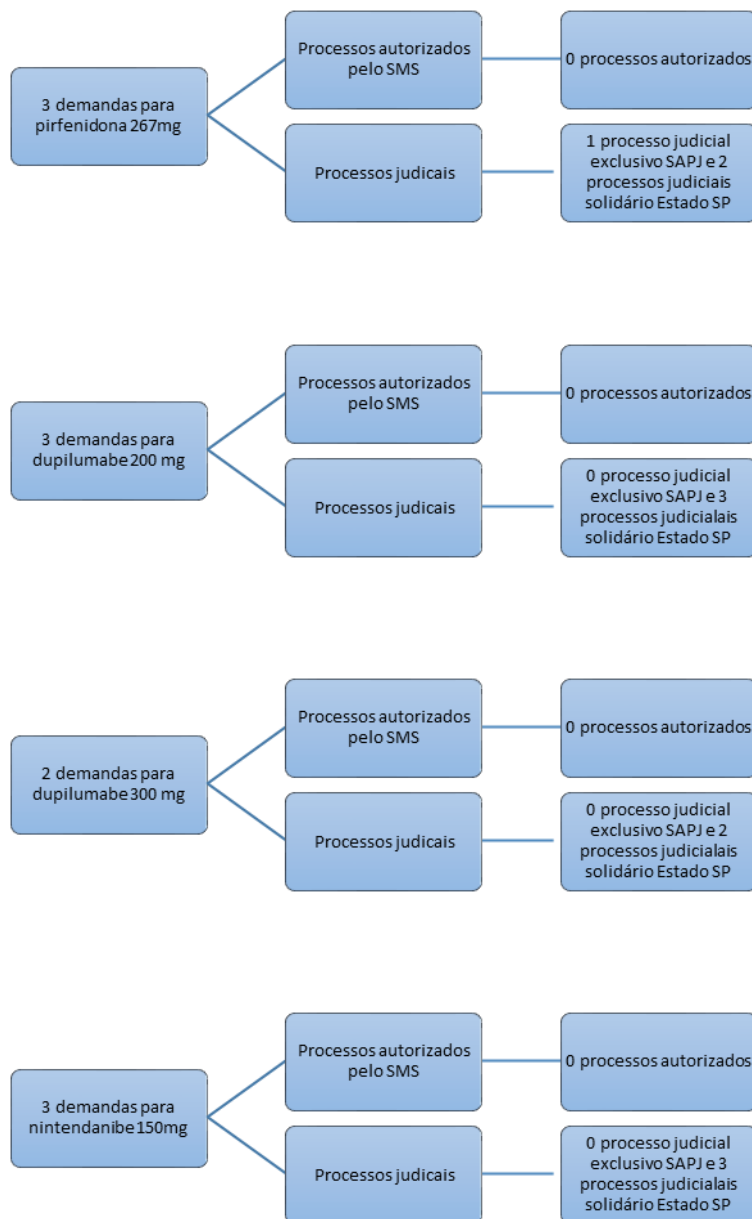 Processos autorizados
pelo SMS
0 processos autorizados
3 demandas para
pirfenidona 267mg
Processos judicais
1 processo judicial
exclusivo SAPJ e 2
processos judiciais
solidário Estado SP
Processos autorizados
pelo SMS
0 processos autorizados
3 demandas para
dupilumabe 200 mg
Processos judicais
0 processo judicial
exclusivo SAPJ e 3
processos judicialais
solidário Estado SP
Processos autorizados
pelo SMS
0 processos autorizados
2 demandas para
dupilumabe 300 mg
Processos judicais
0 processo judicial
exclusivo SAPJ e 2
processos judicialais
solidário Estado SP
Processos autorizados
pelo SMS
0 processos autorizados
3 demandas para
nintendanibe 150mg
Processos judicais
0 processo judicial
exclusivo SAPJ e 3
processos judicialais
solidário Estado SP